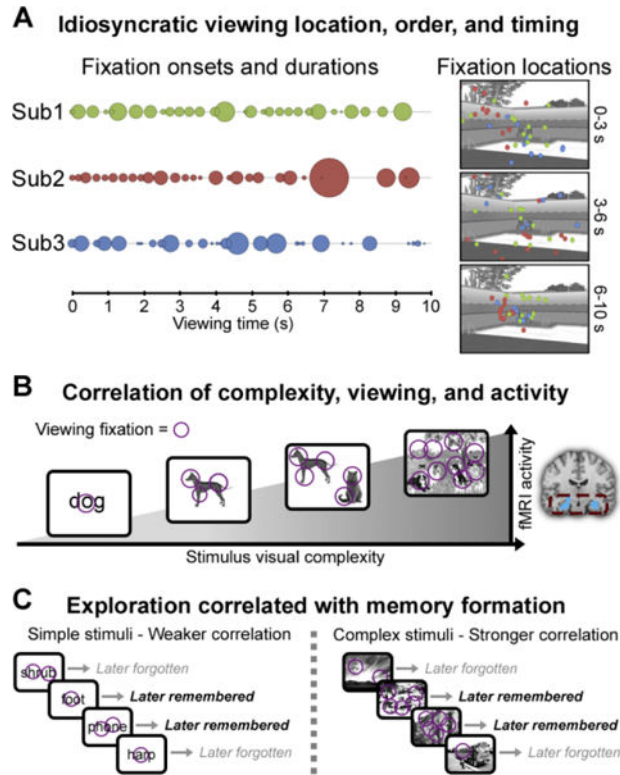 A Idiosyncratic viewing location, order, and timing
Fixation onsets and durations
Fixation locations
Sub1
Sub2
Sub3
0 1 2 3 4 5 6 7 8 9 10
Viewing time (s)
0-3 s
3-6 s
6-10 s
B Correlation of complexity, viewing, and activity
Viewing fixation =
dog
fMRI activity
Stimulus visual complexity
C Exploration correlated with memory formation
Simple stimuli - Weaker correlation
shrub Later forgotten
foot Later remembered
phone Later remembered
harp Later forgotten
Complex stimuli - Stronger correlation
Later forgotten
Later remembered
Later remembered
Later forgotten